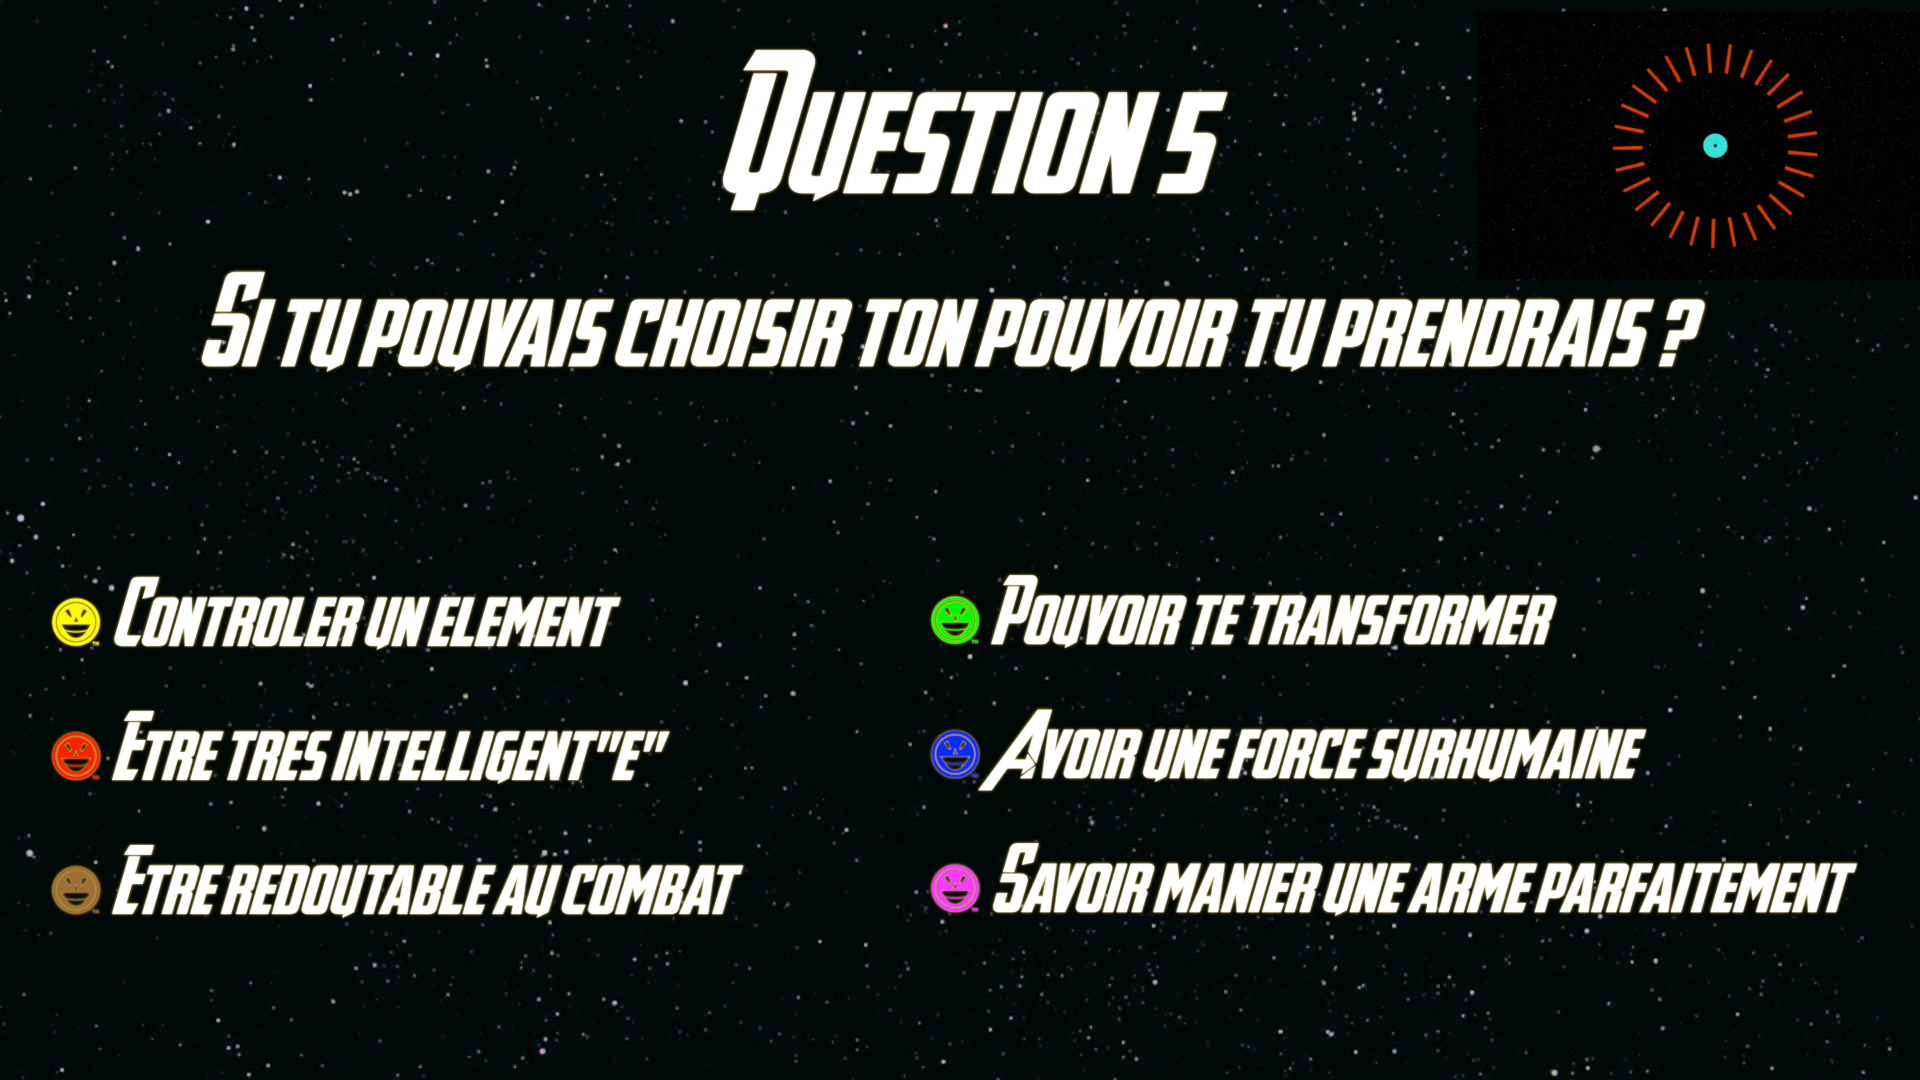 QUESTION 5
SI TU POUVAIS CHOISIR TON POUVOIR TU PRENDRAIS ?
CONTROLER UN ELEMENT
POUVOIR TE TRANSFORMER
ETRE TRES INTELLIGENT"E"
AVOIR UNE FORCE SURHUMAINE
ETRE REDOUTABLE AU COMBAT
SAVOIR MANIER UNE ARME PARFAITEMENT